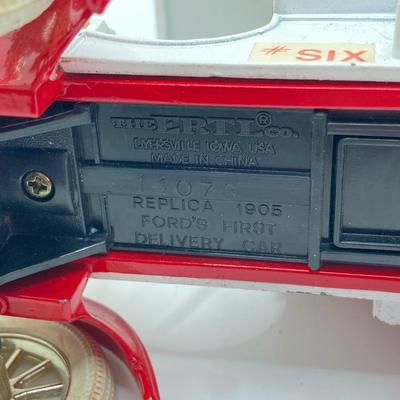 # SIX
THE ERTL® CO.
DYERSVILLE IOWA, USA
MADE IN CHINA
REPLICA 1905
FORD'S FIRST
DELIVERY CAR